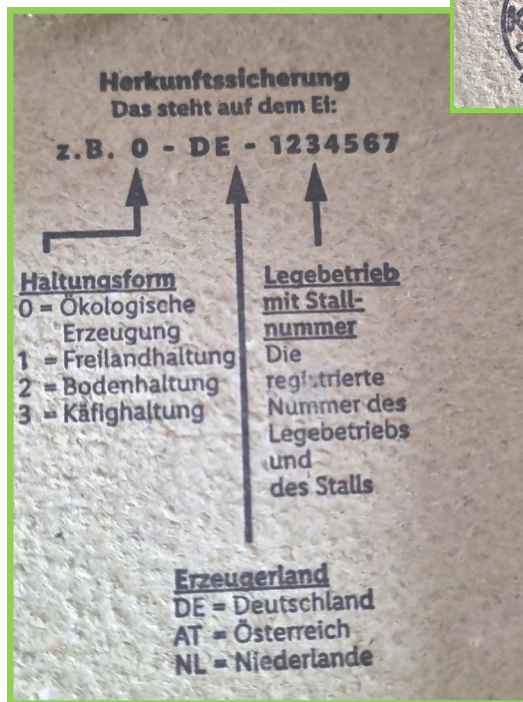 Herkunftssicherung
Das steht auf dem Ei:
z.B. 0 - DE - 1234567
Haltungsform
0 = Ökologische
Erzeugung
1 = Freilandhaltung
2 = Bodenhaltung
3 = Käfighaltung
Legebetrieb
mit Stall-
nummer
Die
registrierte
Nummer des
Legebetriebs
und
des Stalls
Erzeugerland
DE = Deutschland
AT = Österreich
NL = Niederlande